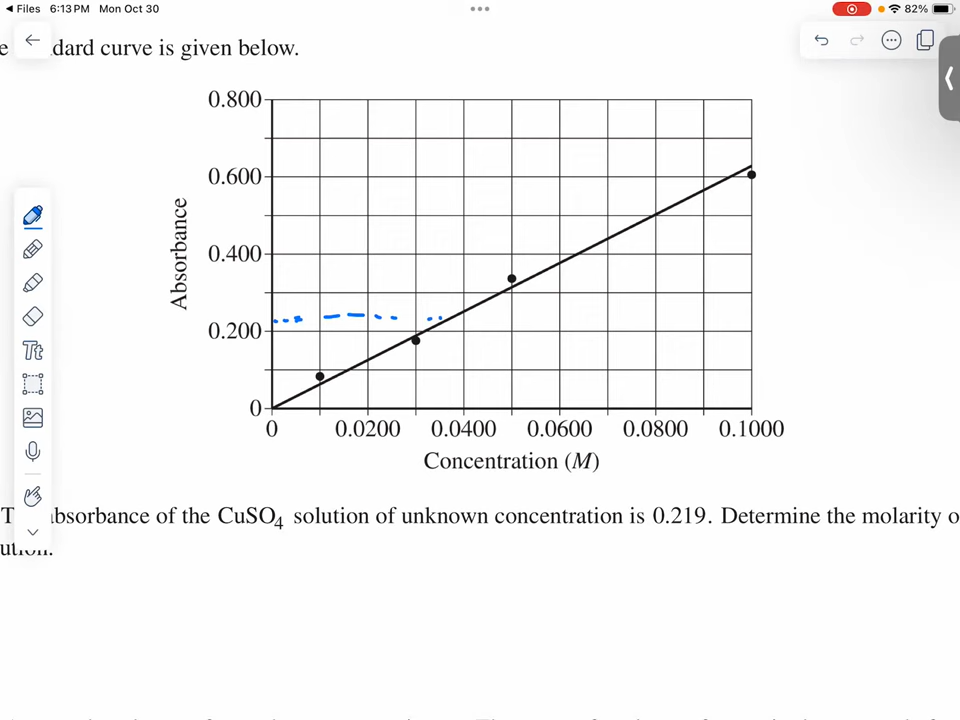 Files 6:13 PM Mon Oct 30
82%
dard curve is given below.
0.800
0.600
0.400
0.200
0
Absorbance
0 0.0200 0.0400 0.0600 0.0800 0.1000
Concentration (M)
Tt
absorbance of the CuSO4 solution of unknown concentration is 0.219. Determine the molarity o